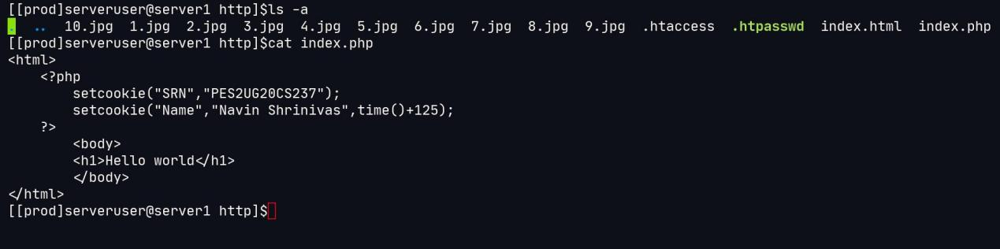 [[prod]serveruser@server1 http]$ls -a
.  ..  10.jpg  1.jpg  2.jpg  3.jpg  4.jpg  5.jpg  6.jpg  7.jpg  8.jpg  9.jpg  .htaccess  .htpasswd  index.html  index.php
[[prod]serveruser@server1 http]$cat index.php
<html>
    <?php
        setcookie("SRN","PES2UG20CS237");
        setcookie("Name","Navin Shrinivas",time()+125);
    ?>
        <body>
        <h1>Hello world</h1>
        </body>
</html>
[[prod]serveruser@server1 http]$